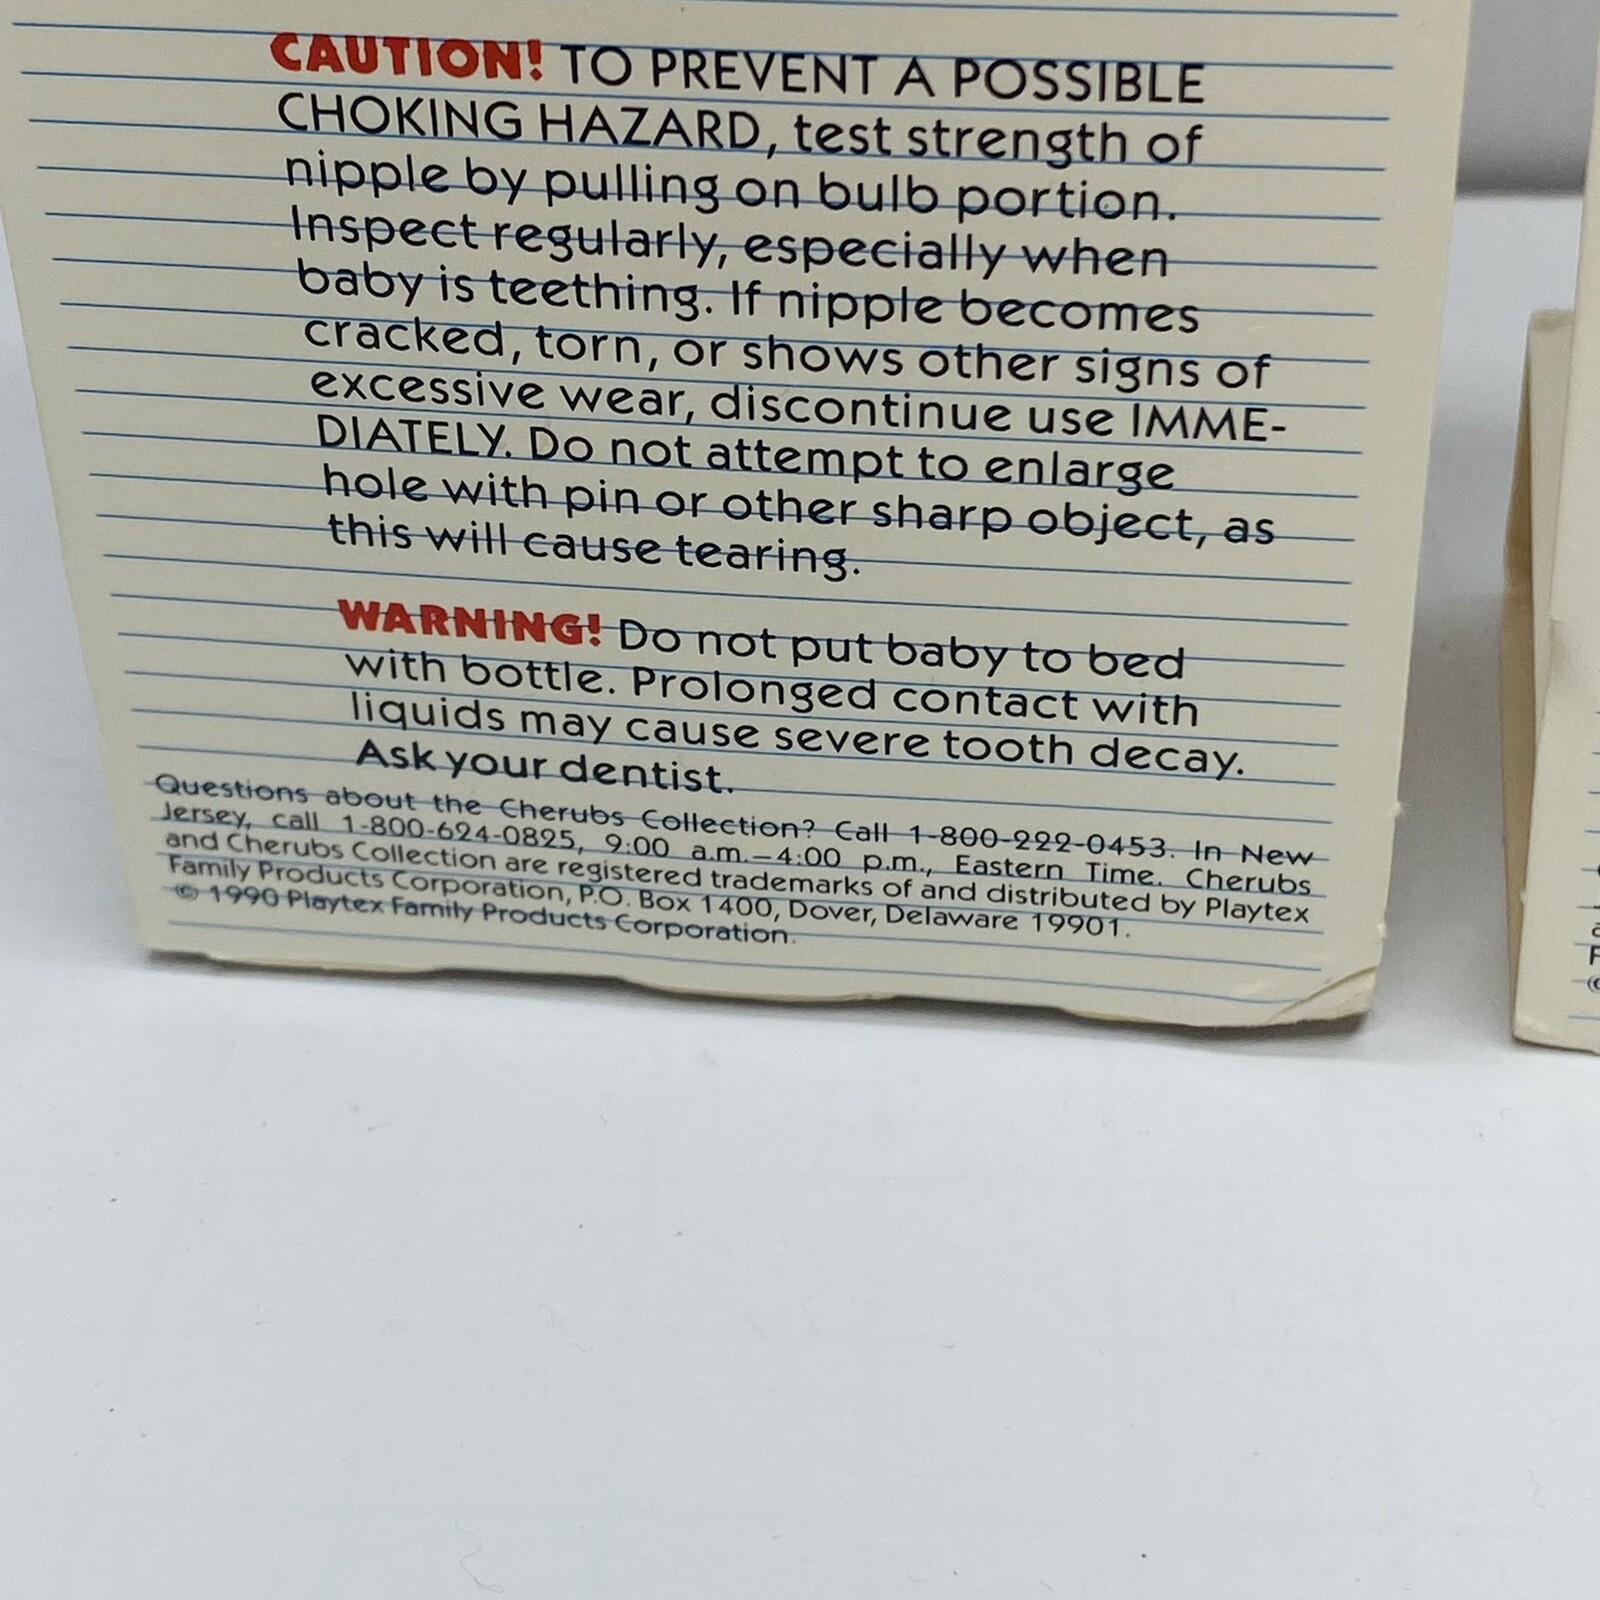 CAUTION! TO PREVENT A POSSIBLE
CHOKING HAZARD, test strength of
nipple by pulling on bulb portion.
Inspect regularly, especially when
baby is teething. If nipple becomes
cracked, torn, or shows other signs of
excessive wear, discontinue use IMME-
DIATELY. Do not attempt to enlarge
hole with pin or other sharp object, as
this will cause tearing.
WARNING! Do not put baby to bed
with bottle. Prolonged contact with
liquids may cause severe tooth decay.
Ask your dentist.
Questions about the Cherubs Collection? Call 1-800-222-0453. In New
Jersey, call 1-800-624-0825, 9:00 a.m.–4:00 p.m., Eastern Time. Cherubs
and Cherubs Collection are registered trademarks of and distributed by Playtex
Family Products Corporation, P.O. Box 1400, Dover, Delaware 19901.
© 1990 Playtex Family Products Corporation.